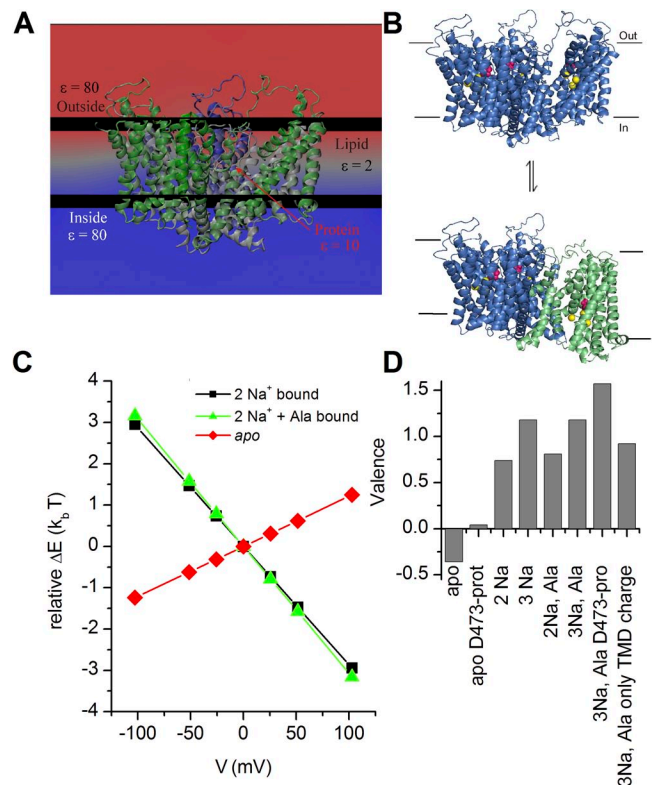 A
ε = 80
Outside
Lipid
ε = 2
Inside
ε = 80
Protein
ε = 10
B
Out
In
C
4
3
2
1
0
-1
-2
-3
-4
relative ΔE (k_b T)
-100 -50 0 50 100
V (mV)
2 Na⁺ bound
2 Na⁺ + Ala bound
apo
D
1.5
1.0
0.5
0.0
-0.5
Valence
apo
apo D473-prot
2 Na
3 Na
2Na, Ala
3Na, Ala
3Na, Ala D473-pro
3Na, Ala only TMD charge